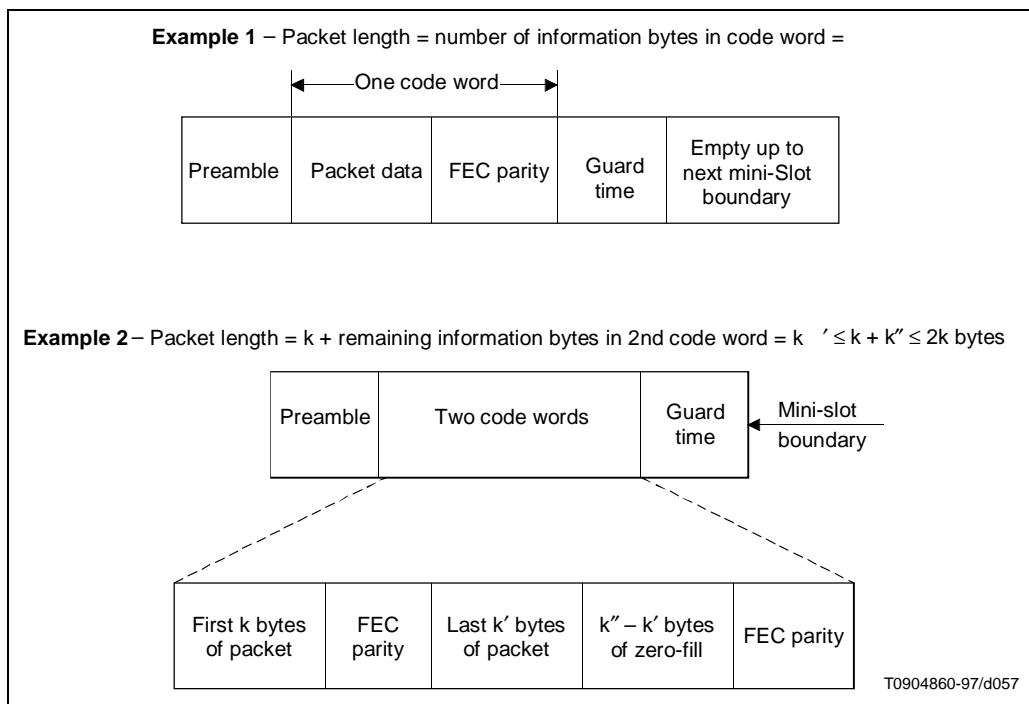 Example 1 – Packet length = number of information bytes in code word =
One code word
Preamble
Packet data
FEC parity
Guard
time
Empty up to
next mini-Slot
boundary
Example 2 – Packet length = k + remaining information bytes in 2nd code word = k ′ ≤ k + k″ ≤ 2k bytes
Preamble
Two code words
Guard
time
Mini-slot
boundary
First k bytes
of packet
FEC
parity
Last k′ bytes
of packet
k″ – k′ bytes
of zero-fill
FEC parity
T0904860-97/d057